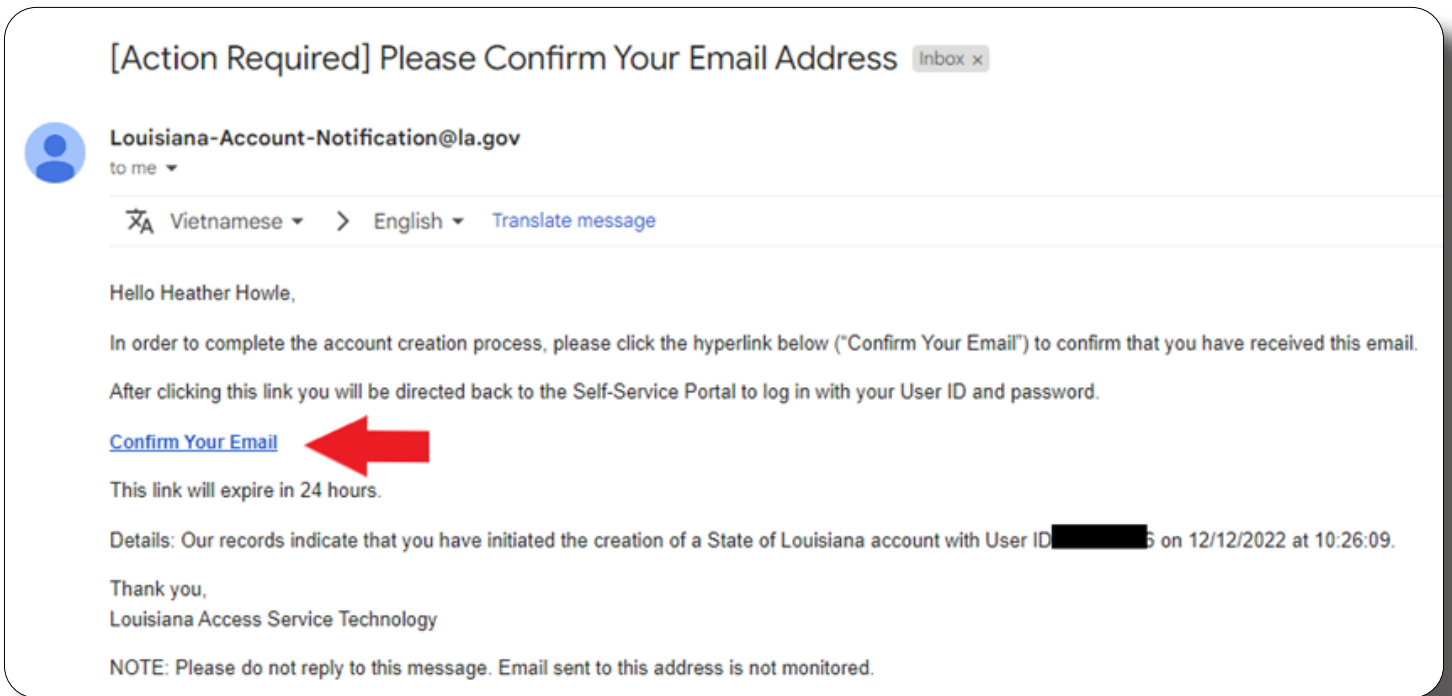 [Action Required] Please Confirm Your Email Address Inbox x
Louisiana-Account-Notification@la.gov
to me
Vietnamese > English Translate message
Hello Heather Howle,
In order to complete the account creation process, please click the hyperlink below (“Confirm Your Email”) to confirm that you have received this email.
After clicking this link you will be directed back to the Self-Service Portal to log in with your User ID and password.
Confirm Your Email
This link will expire in 24 hours.
Details: Our records indicate that you have initiated the creation of a State of Louisiana account with User ID 6 on 12/12/2022 at 10:26:09.
Thank you,
Louisiana Access Service Technology
NOTE: Please do not reply to this message. Email sent to this address is not monitored.